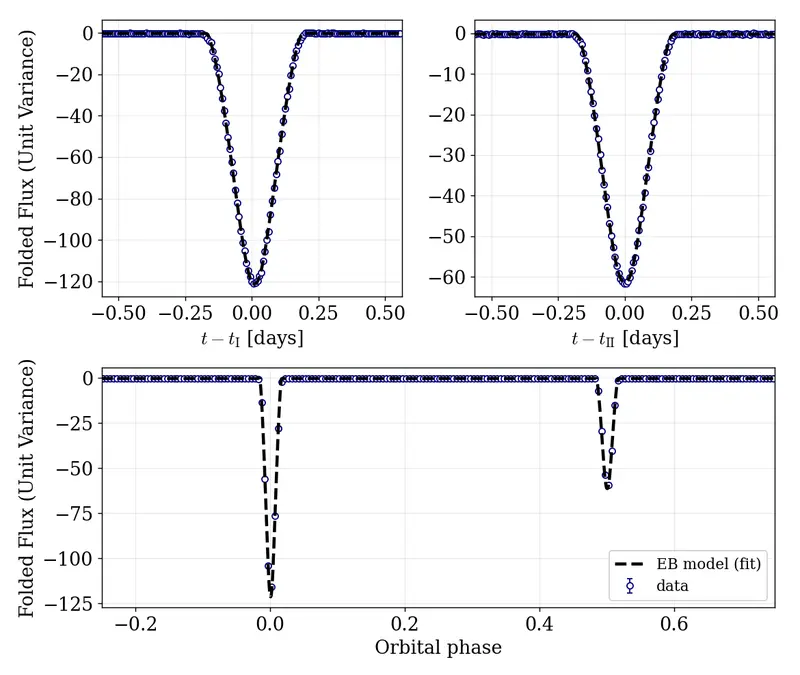 Folded Flux (Unit Variance)
0
−20
−40
−60
−80
−100
−120
−0.50 −0.25 0.00 0.25 0.50
t − t_I [days]
0
−10
−20
−30
−40
−50
−60
−0.50 −0.25 0.00 0.25 0.50
t − t_II [days]
Folded Flux (Unit Variance)
0
−25
−50
−75
−100
−125
−0.2 0.0 0.2 0.4 0.6
Orbital phase
EB model (fit)
data